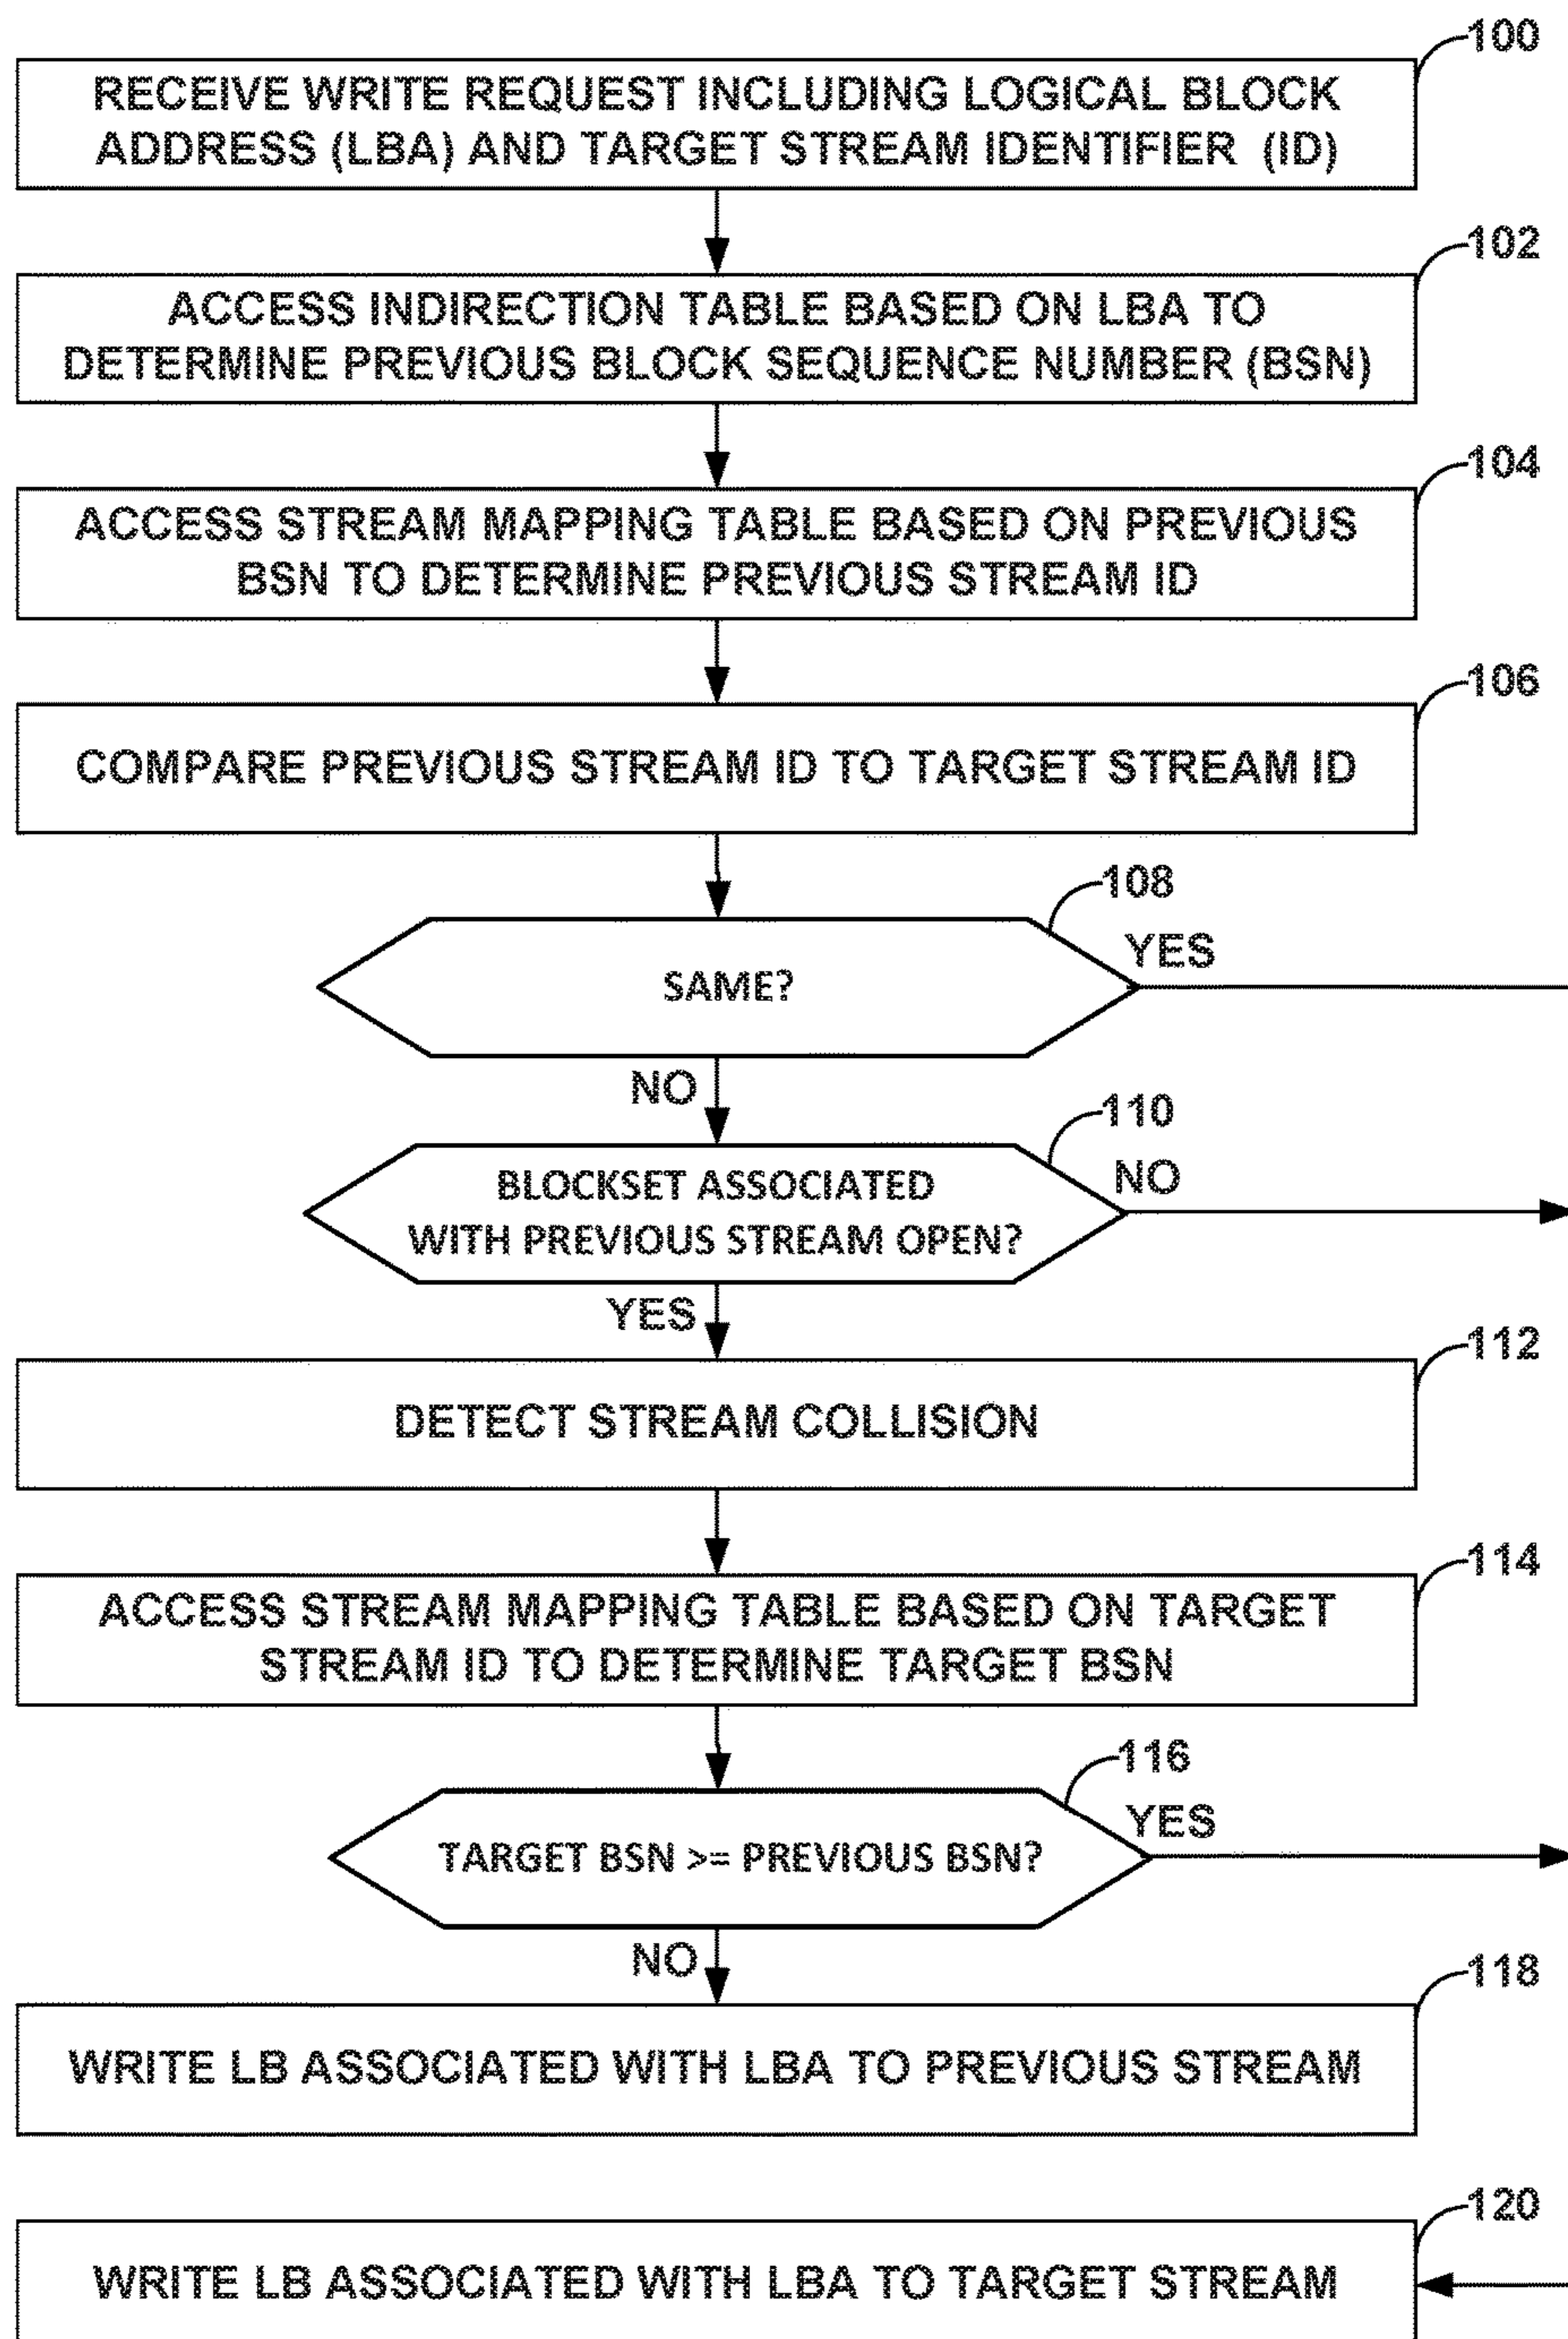 100
RECEIVE WRITE REQUEST INCLUDING LOGICAL BLOCK
ADDRESS (LBA) AND TARGET STREAM IDENTIFIER (ID)
102
ACCESS INDIRECTION TABLE BASED ON LBA TO
DETERMINE PREVIOUS BLOCK SEQUENCE NUMBER (BSN)
104
ACCESS STREAM MAPPING TABLE BASED ON PREVIOUS
BSN TO DETERMINE PREVIOUS STREAM ID
106
COMPARE PREVIOUS STREAM ID TO TARGET STREAM ID
108
YES
SAME?
NO
110
NO
BLOCKSET ASSOCIATED
WITH PREVIOUS STREAM OPEN?
YES
112
DETECT STREAM COLLISION
114
ACCESS STREAM MAPPING TABLE BASED ON TARGET
STREAM ID TO DETERMINE TARGET BSN
116
YES
TARGET BSN >= PREVIOUS BSN?
NO
118
WRITE LB ASSOCIATED WITH LBA TO PREVIOUS STREAM
120
WRITE LB ASSOCIATED WITH LBA TO TARGET STREAM